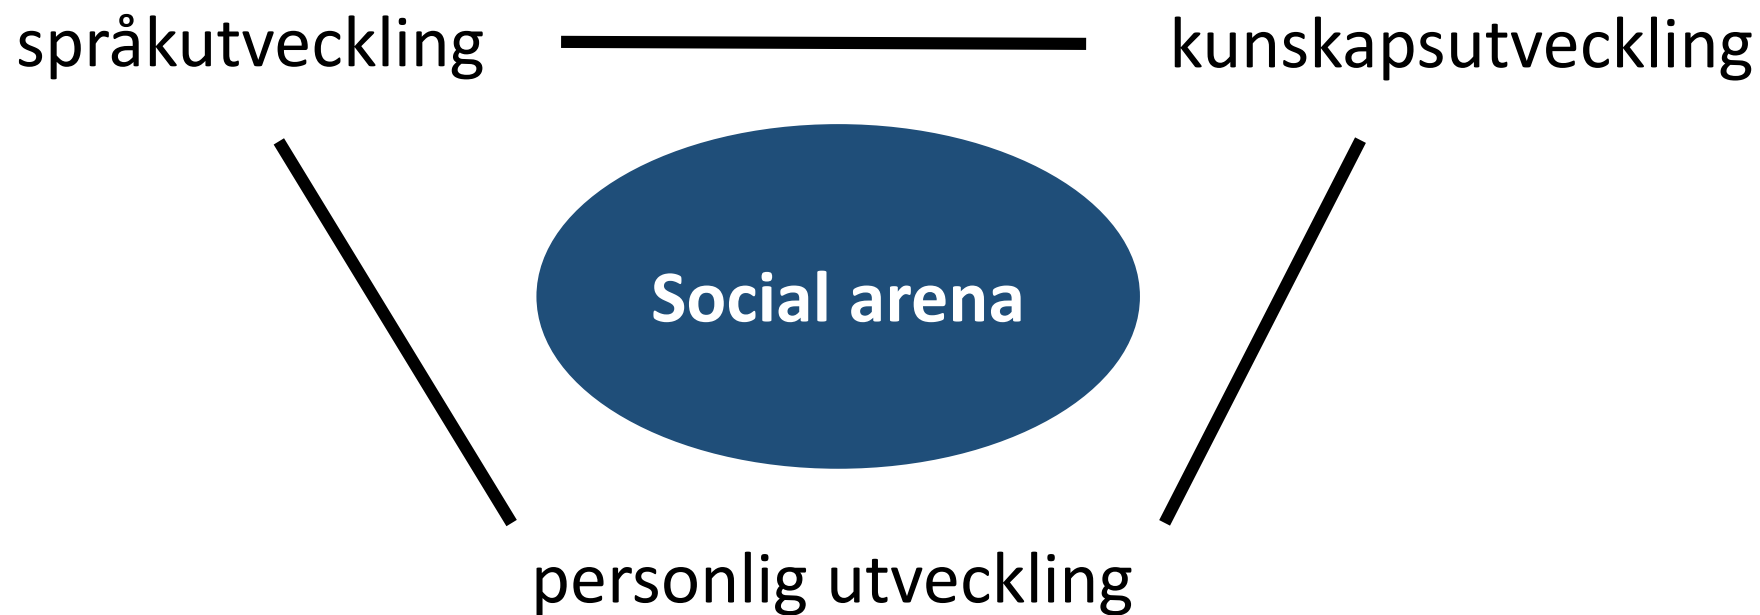 språkutveckling
kunskapsutveckling
Social arena
personlig utveckling